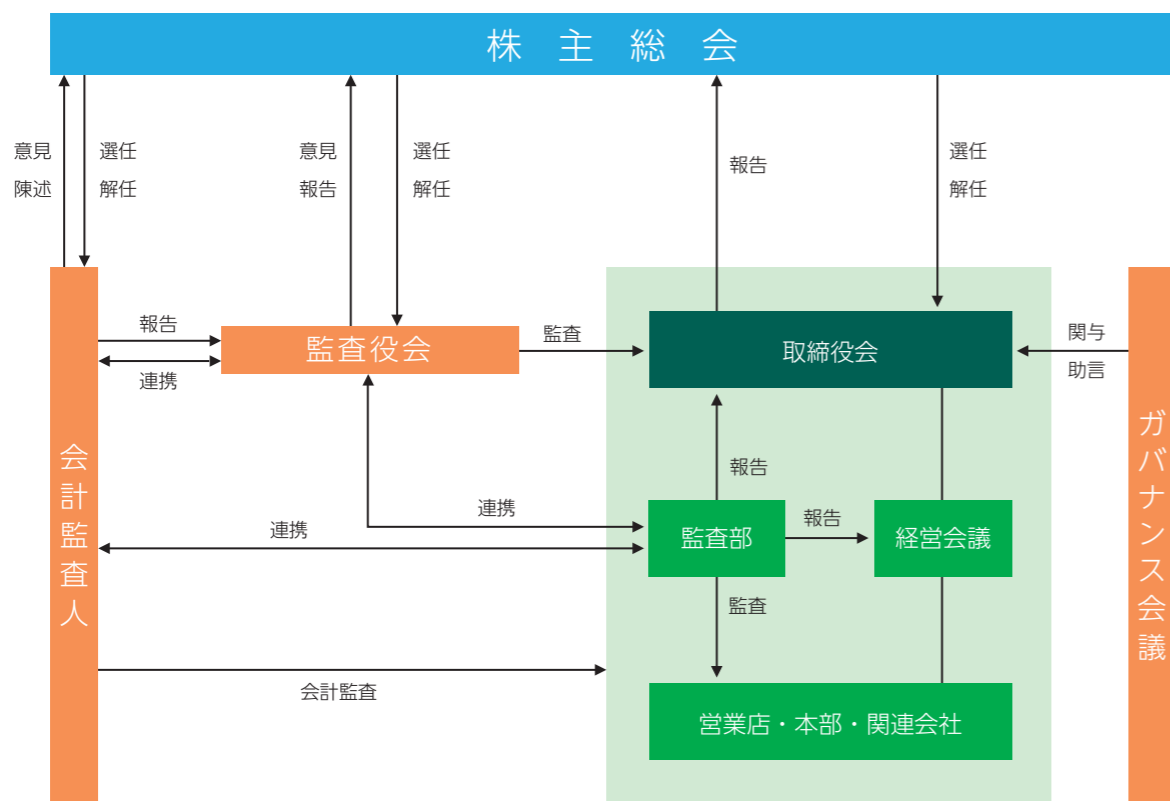 株主総会
意見
陳述
選任
解任
意見
報告
選任
解任
報告
選任
解任
報告
連携
監査役会
監査
取締役会
関与
助言
会計監査人
ガバナンス会議
報告
連携
連携
監査部
報告
経営会議
監査
会計監査
営業店・本部・関連会社